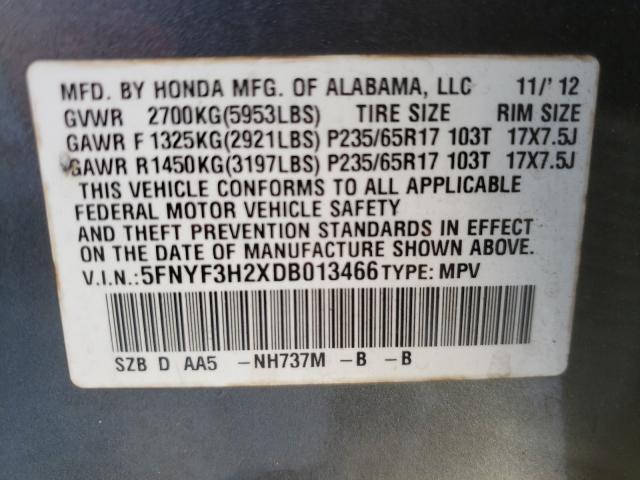 MFD. BY HONDA MFG. OF ALABAMA, LLC 11/'12
GVWR 2700KG(5953LBS) TIRE SIZE RIM SIZE
GAWR F 1325KG(2921LBS) P235/65R17 103T 17X7.5J
GAWR R1450KG(3197LBS) P235/65R17 103T 17X7.5J
THIS VEHICLE CONFORMS TO ALL APPLICABLE
FEDERAL MOTOR VEHICLE SAFETY
AND THEFT PREVENTION STANDARDS IN EFFECT
ON THE DATE OF MANUFACTURE SHOWN ABOVE.
V.I.N.:5FNYF3H2XDB013466 TYPE: MPV
SZB D AA5 –NH737M –B –B